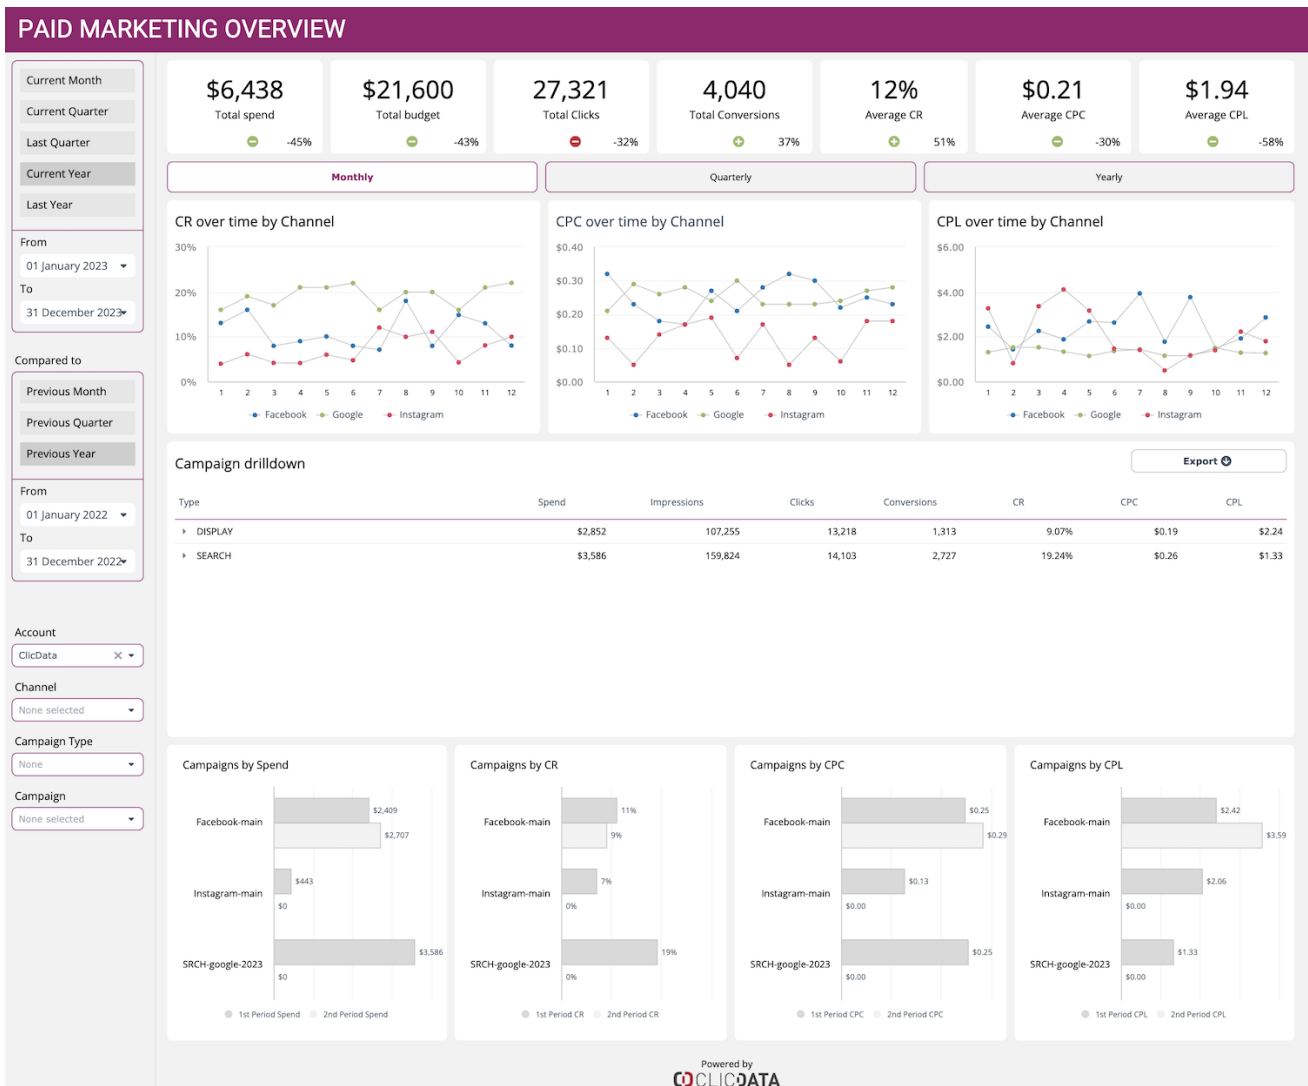 PAID MARKETING OVERVIEW
Current Month
Current Quarter
Last Quarter
Current Year
Last Year
From
01 January 2023
To
31 December 2023
Compared to
Previous Month
Previous Quarter
Previous Year
From
01 January 2022
To
31 December 2022
Account
ClicData
Channel
None selected
Campaign Type
None
Campaign
None selected
$6,438
Total spend
-45%
$21,600
Total budget
-43%
27,321
Total Clicks
-32%
4,040
Total Conversions
37%
12%
Average CR
51%
$0.21
Average CPC
-30%
$1.94
Average CPL
-58%
Monthly Quarterly Yearly
CR over time by Channel
30%
20%
10%
0%
1 2 3 4 5 6 7 8 9 10 11 12
Facebook Google Instagram
CPC over time by Channel
$0.40
$0.30
$0.20
$0.10
$0.00
1 2 3 4 5 6 7 8 9 10 11 12
Facebook Google Instagram
CPL over time by Channel
$6.00
$4.00
$2.00
$0.00
1 2 3 4 5 6 7 8 9 10 11 12
Facebook Google Instagram
Campaign drilldown
Export
Type Spend Impressions Clicks Conversions CR CPC CPL
DISPLAY $2,852 107,255 13,218 1,313 9.07% $0.19 $2.24
SEARCH $3,586 159,824 14,103 2,727 19.24% $0.26 $1.33
Campaigns by Spend
Facebook-main
$2,409
$2,707
Instagram-main
$443
$0
SRCH-google-2023
$3,586
$0
1st Period Spend 2nd Period Spend
Campaigns by CR
Facebook-main
11%
9%
Instagram-main
7%
0%
SRCH-google-2023
19%
0%
1st Period CR 2nd Period CR
Campaigns by CPC
Facebook-main
$0.25
$0.29
Instagram-main
$0.13
$0.00
SRCH-google-2023
$0.25
$0.00
1st Period CPC 2nd Period CPC
Campaigns by CPL
Facebook-main
$2.42
$3.59
Instagram-main
$2.06
$0.00
SRCH-google-2023
$1.33
$0.00
1st Period CPL 2nd Period CPL
Powered by
CLICDATA